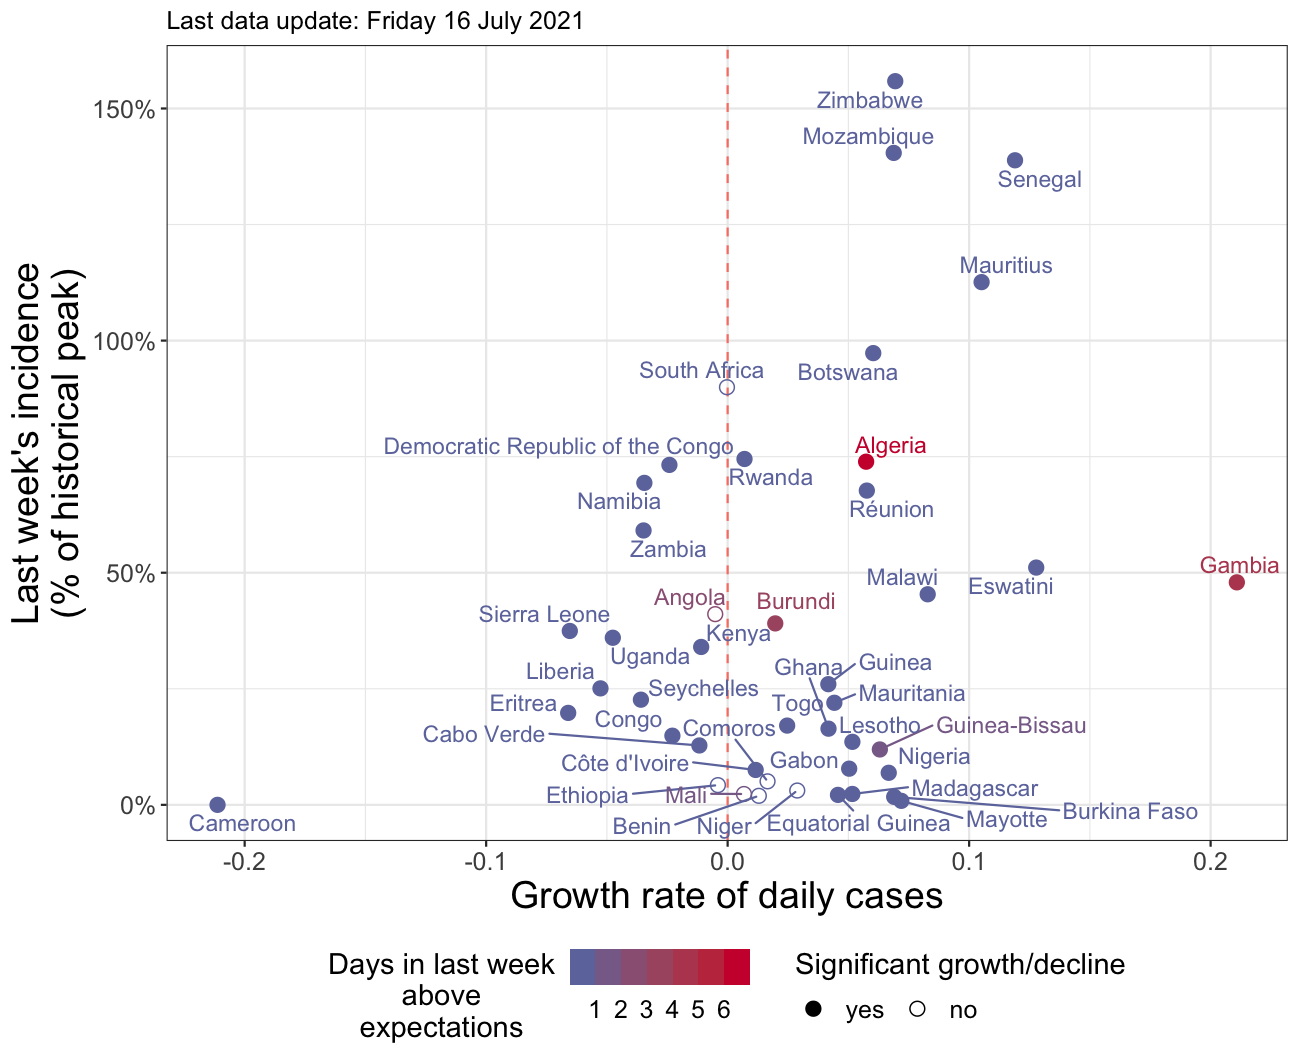 Last data update: Friday 16 July 2021
Last week's incidence
(% of historical peak)
150%
100%
50%
0%
Zimbabwe
Mozambique
Senegal
Mauritius
South Africa
Botswana
Democratic Republic of the Congo
Algeria
Rwanda
Namibia
Réunion
Zambia
Gambia
Malawi
Eswatini
Angola
Burundi
Sierra Leone
Kenya
Uganda
Ghana
Guinea
Liberia
Seychelles
Mauritania
Eritrea
Togo
Congo
Comoros
Lesotho
Guinea-Bissau
Cabo Verde
Côte d'Ivoire
Gabon
Nigeria
Ethiopia
Mali
Madagascar
Burkina Faso
Cameroon
Benin
Niger
Equatorial Guinea
Mayotte
-0.2
-0.1
0.0
0.1
0.2
Growth rate of daily cases
Days in last week
above
expectations
1 2 3 4 5 6
Significant growth/decline
yes
no